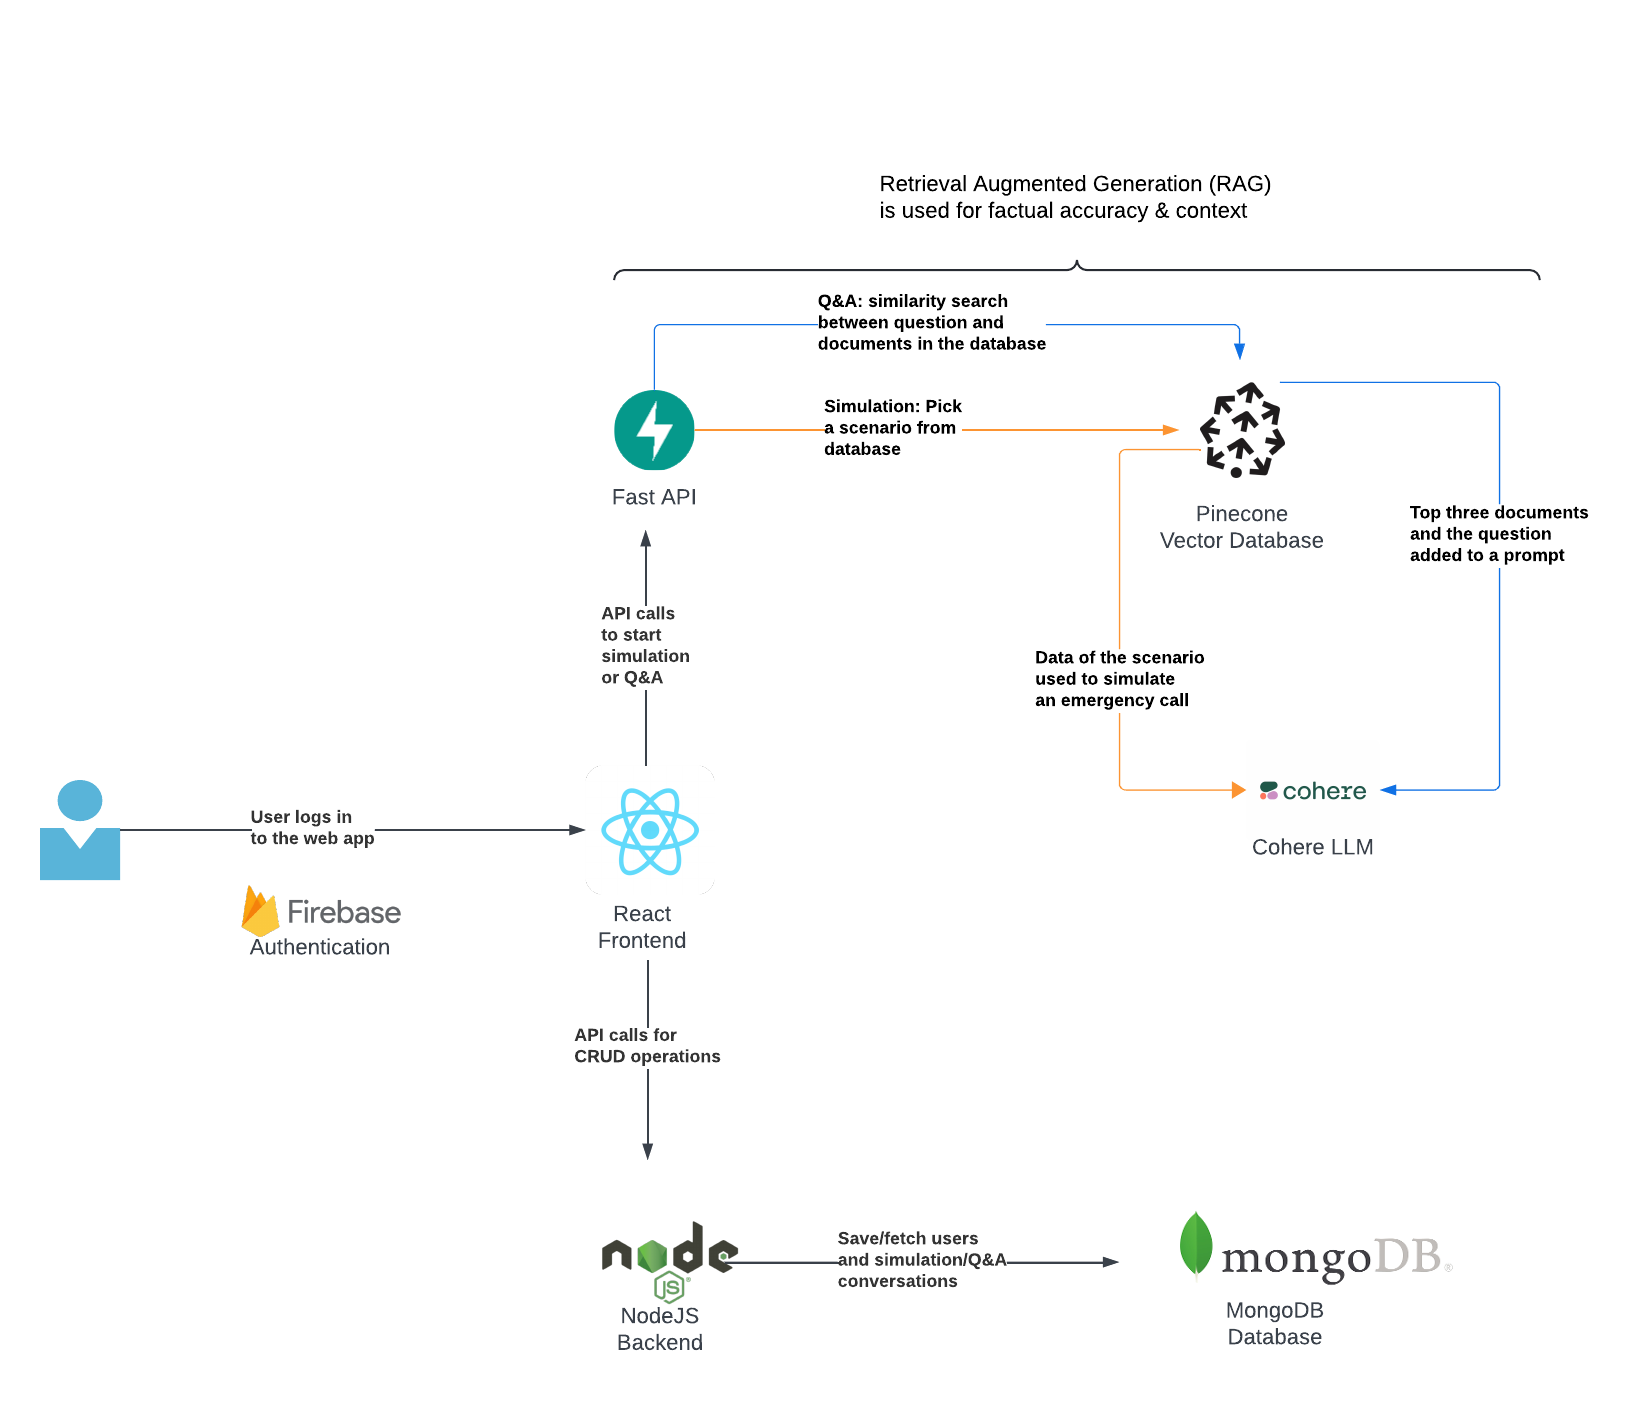 Retrieval Augmented Generation (RAG)
is used for factual accuracy & context
Q&A: similarity search
between question and
documents in the database
Simulation: Pick
a scenario from
database
Fast API
Pinecone
Vector Database
Top three documents
and the question
added to a prompt
API calls
to start
simulation
or Q&A
Data of the scenario
used to simulate
an emergency call
cohere
Cohere LLM
User logs in
to the web app
Firebase
Authentication
React
Frontend
API calls for
CRUD operations
node
JS®
NodeJS
Backend
Save/fetch users
and simulation/Q&A
conversations
mongoDB®
MongoDB
Database